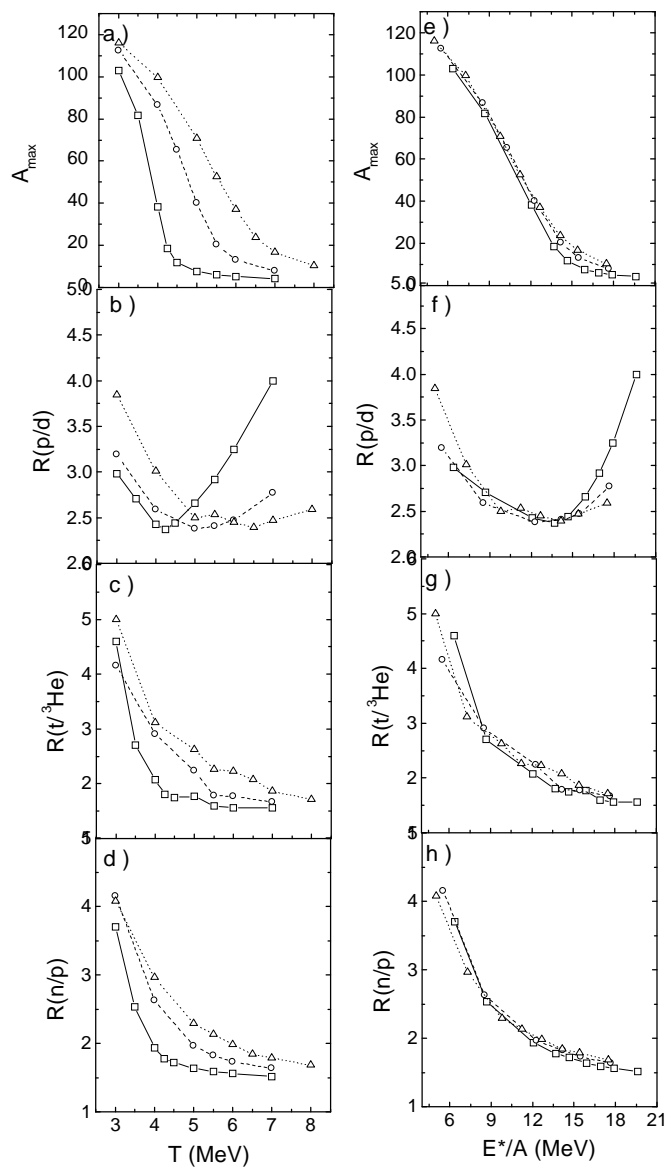 a )
120
100
80
60
40
20
0
A_max
b )
5.0
4.5
4.0
3.5
3.0
2.5
2.0
R(p/d)
c )
6
5
4
3
2
1
R(t/³He)
d )
5
4
3
2
1
R(n/p)
3 4 5 6 7 8
T (MeV)
e )
120
100
80
60
40
20
0
A_max
f )
5.0
4.5
4.0
3.5
3.0
2.5
2.0
R(p/d)
g )
6
5
4
3
2
1
R(t/³He)
h )
5
4
3
2
1
R(n/p)
6 9 12 15 18 21
E*/A (MeV)